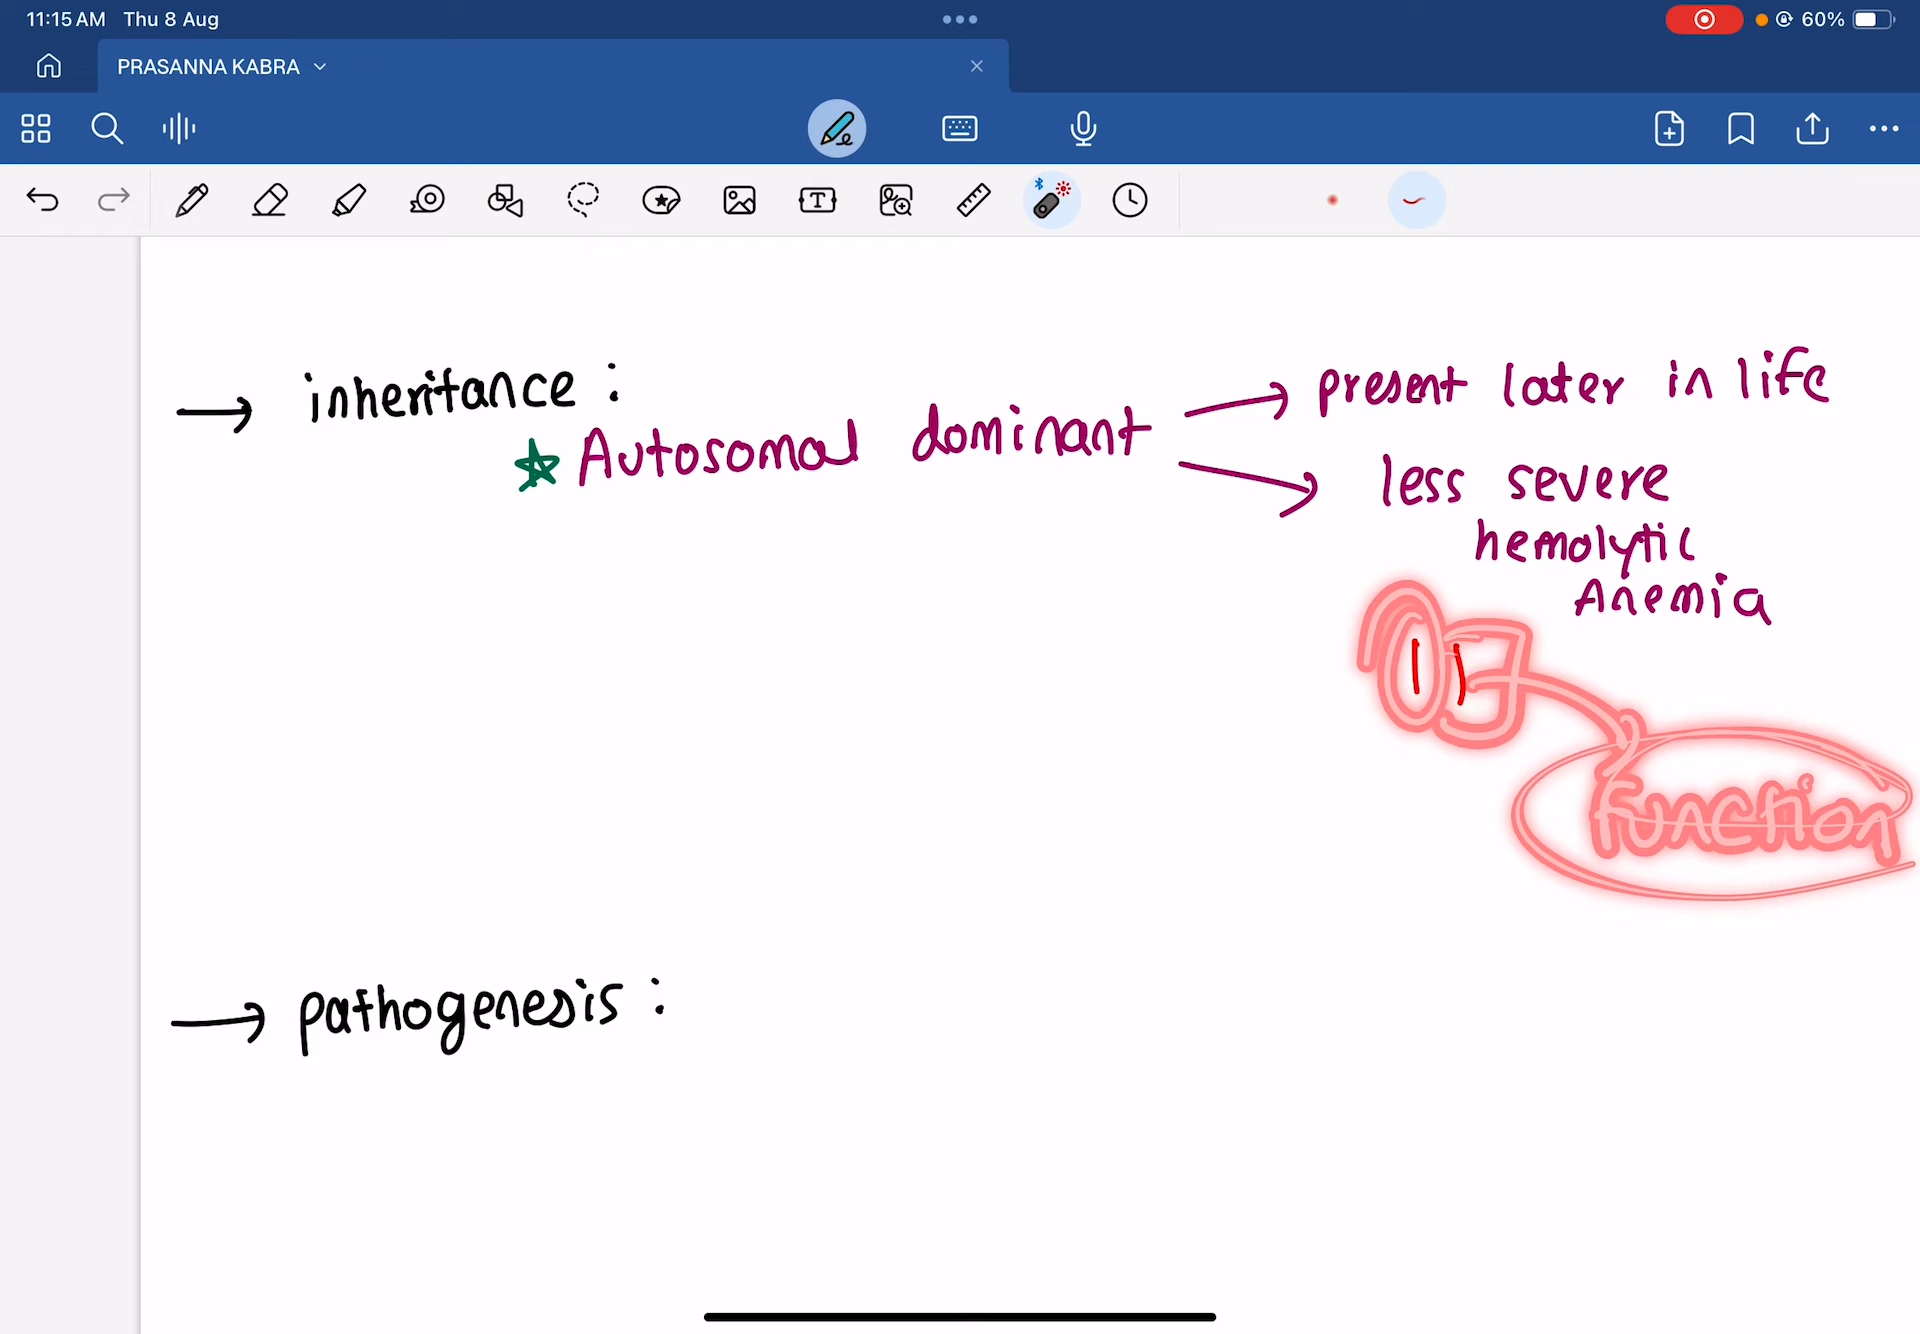 11:15 AM Thu 8 Aug
60%
PRASANNA KABRA
→ inheritance :
Autosomal dominant
→ present later in life
→ less severe
hemolytic
Anemia
Function
→ pathogenesis :